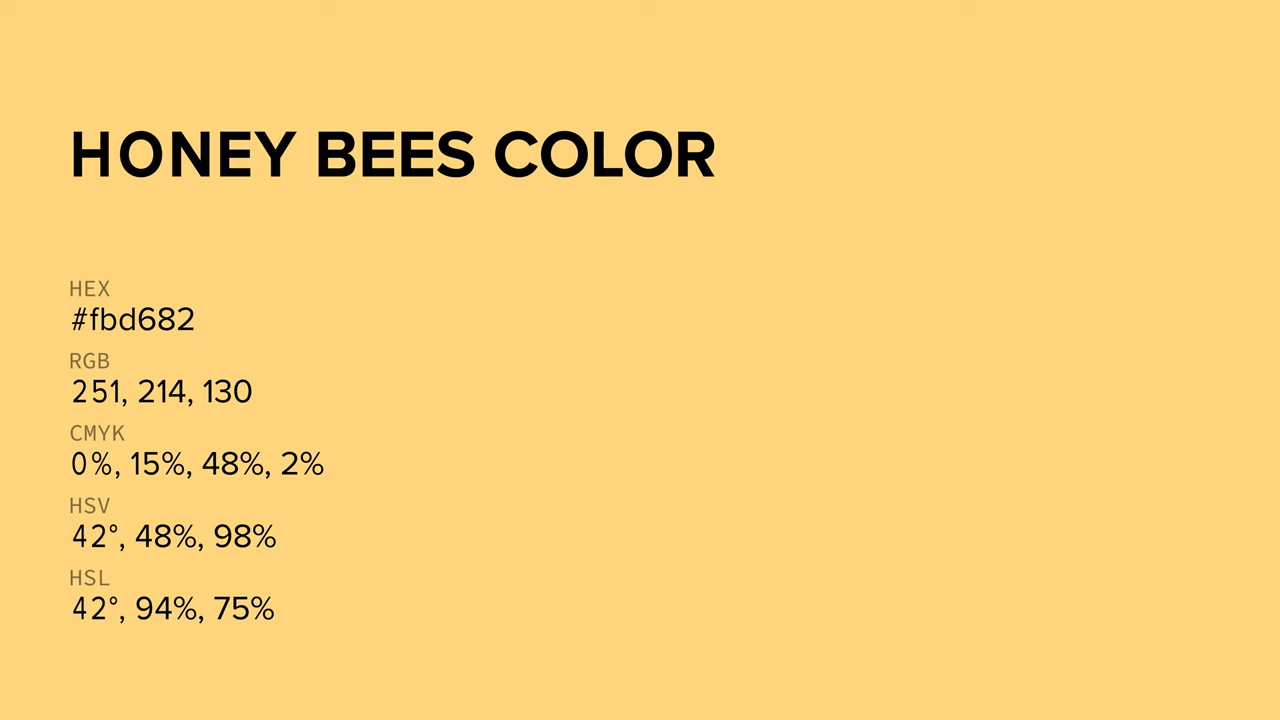 HONEY BEES COLOR
HEX
#fbd682
RGB
251, 214, 130
CMYK
0%, 15%, 48%, 2%
HSV
42°, 48%, 98%
HSL
42°, 94%, 75%